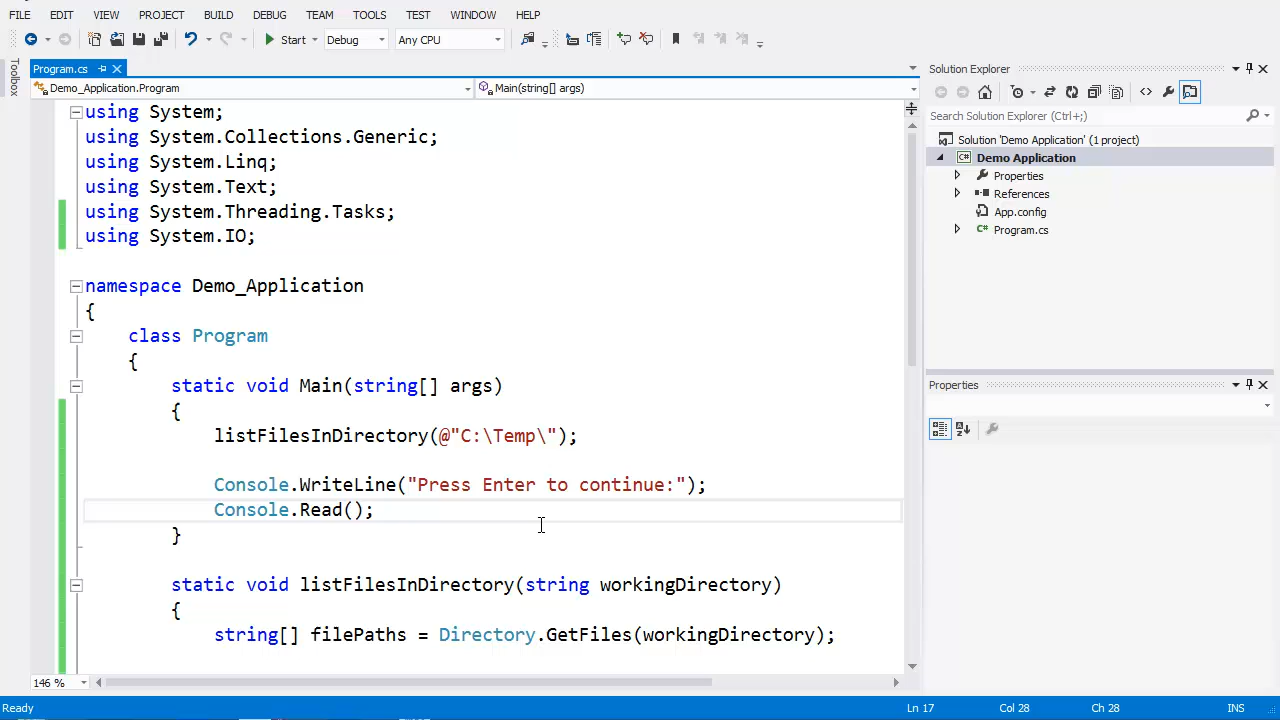 FILE EDIT VIEW PROJECT BUILD DEBUG TEAM TOOLS TEST WINDOW HELP
Start Debug Any CPU
Toolbox
Program.cs
Demo_Application.Program Main(string[] args)
using System;
using System.Collections.Generic;
using System.Linq;
using System.Text;
using System.Threading.Tasks;
using System.IO;
namespace Demo_Application
{
class Program
{
static void Main(string[] args)
{
listFilesInDirectory(@"C:\Temp\");
Console.WriteLine("Press Enter to continue:");
Console.Read();
}
static void listFilesInDirectory(string workingDirectory)
{
string[] filePaths = Directory.GetFiles(workingDirectory);
146 %
Solution Explorer
Search Solution Explorer (Ctrl+;)
Solution 'Demo Application' (1 project)
Demo Application
Properties
References
App.config
Program.cs
Properties
Ready Ln 17 Col 28 Ch 28 INS